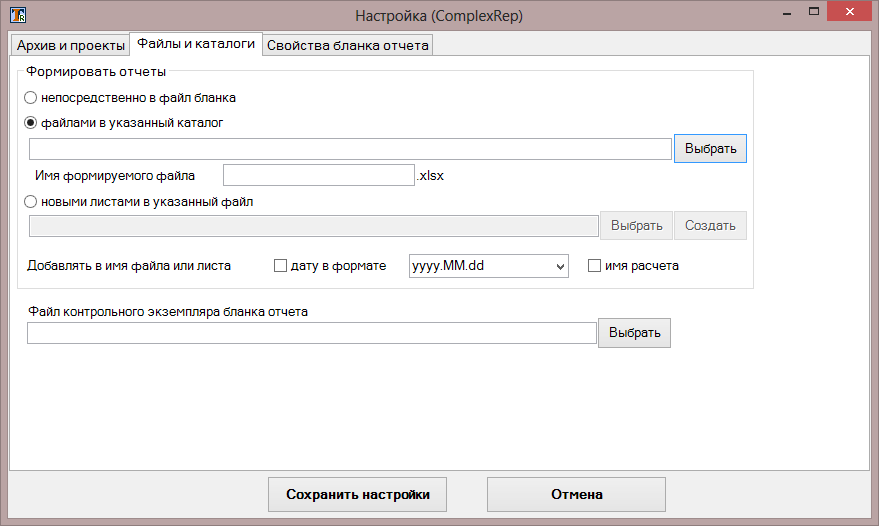 Настройка (ComplexRep)
Архив и проекты Файлы и каталоги Свойства бланка отчета
Формировать отчеты
непосредственно в файл бланка
файлами в указанный каталог
Выбрать
Имя формируемого файла .xlsx
новыми листами в указанный файл
Выбрать Создать
Добавлять в имя файла или листа дату в формате yyyy.MM.dd имя расчета
Файл контрольного экземпляра бланка отчета
Выбрать
Сохранить настройки Отмена